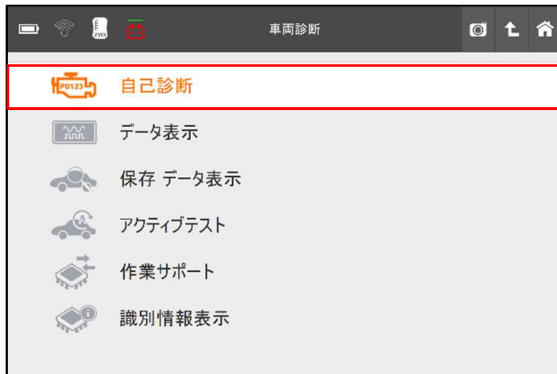 車両診断
P0123
自己診断
データ表示
保存 データ表示
アクティブテスト
作業サポート
識別情報表示